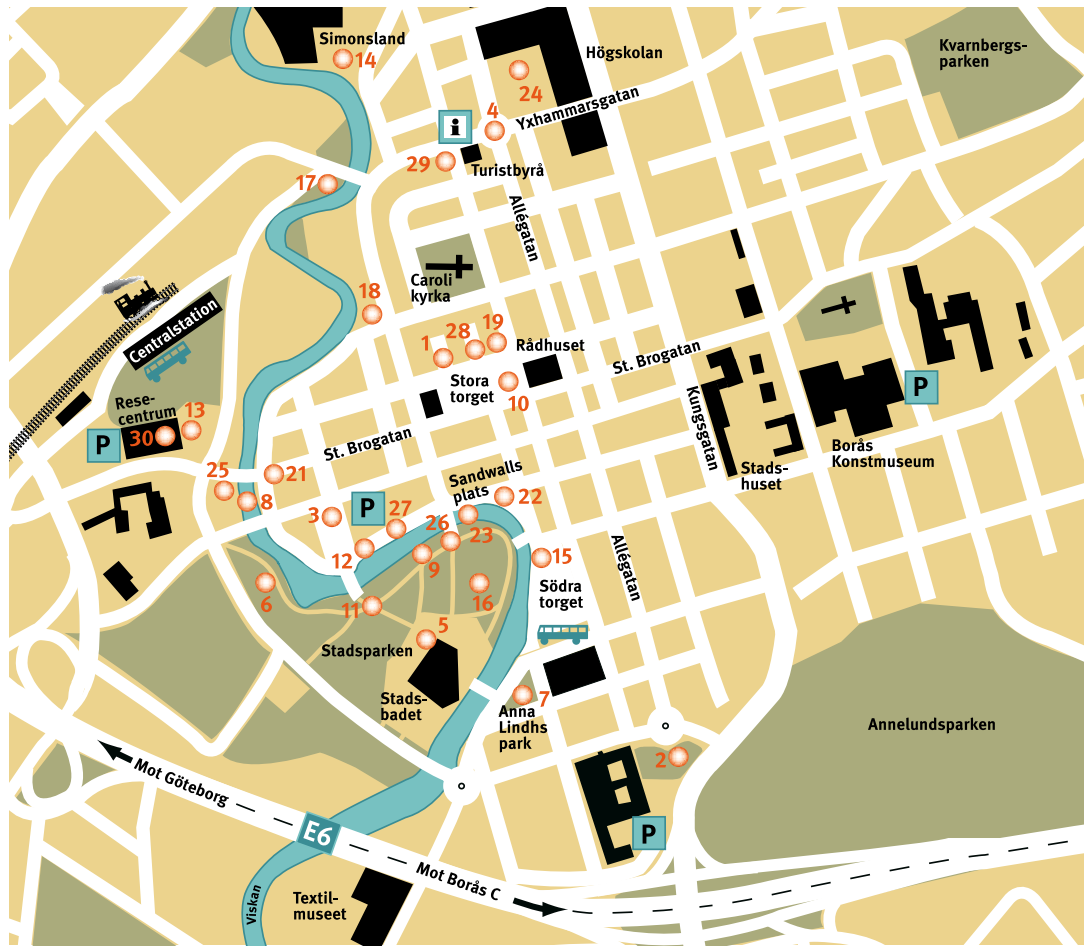 Simonsland
14
Högskolan
Kvarnbergs-
parken
24
4
Yxhammarsgatan
i
29
Turistbyrå
17
Allégatan
Caroli
kyrka
18
19
28
1
Rådhuset
St. Brogatan
Centralstation
Stora
torget
10
Kungsgatan
P
Rese-
centrum
13
30
P
St. Brogatan
Borås
Konstmuseum
Stads-
huset
Sandwalls
plats
25
21
8
22
3
P
27
26
23
12
9
15
Allégatan
Södra
torget
6
11
16
5
Stadsparken
Stads-
badet
7
Anna
Lindhs
park
Annelundsparken
2
Mot Göteborg
E6
P
Mot Borås C
Viskan
Textil-
museet